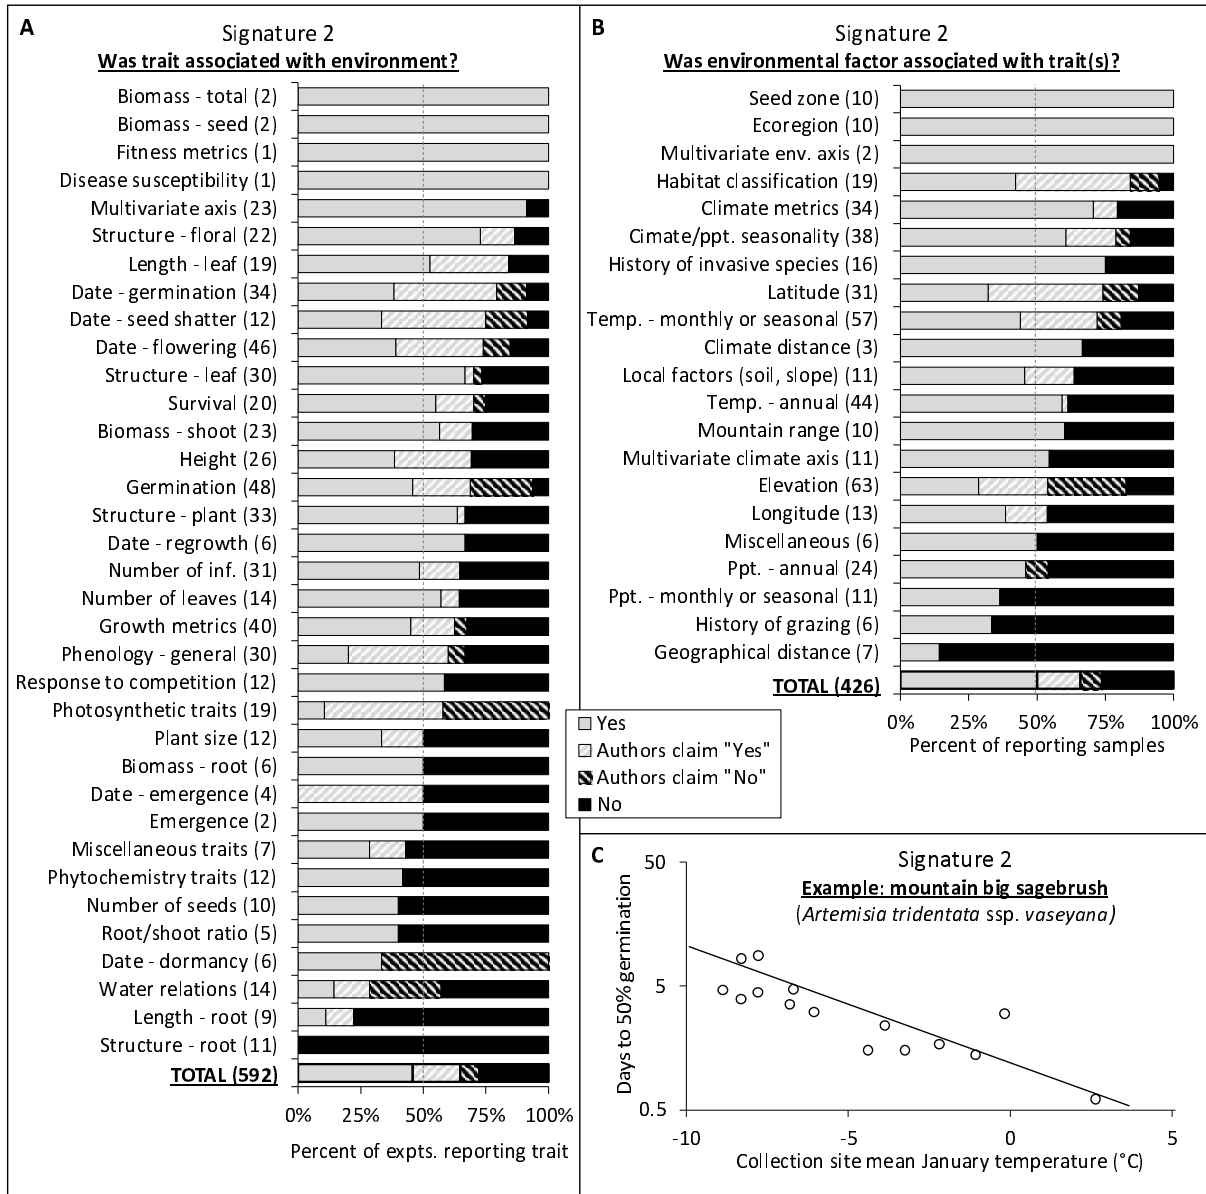 A
Signature 2
Was trait associated with environment?
Biomass - total (2)
Biomass - seed (2)
Fitness metrics (1)
Disease susceptibility (1)
Multivariate axis (23)
Structure - floral (22)
Length - leaf (19)
Date - germination (34)
Date - seed shatter (12)
Date - flowering (46)
Structure - leaf (30)
Survival (20)
Biomass - shoot (23)
Height (26)
Germination (48)
Structure - plant (33)
Date - regrowth (6)
Number of inf. (31)
Number of leaves (14)
Growth metrics (40)
Phenology - general (30)
Response to competition (12)
Photosynthetic traits (19)
Plant size (12)
Biomass - root (6)
Date - emergence (4)
Emergence (2)
Miscellaneous traits (7)
Phytochemistry traits (12)
Number of seeds (10)
Root/shoot ratio (5)
Date - dormancy (6)
Water relations (14)
Length - root (9)
Structure - root (11)
TOTAL (592)
0% 25% 50% 75% 100%
Percent of expts. reporting trait
B
Signature 2
Was environmental factor associated with trait(s)?
Seed zone (10)
Ecoregion (10)
Multivariate env. axis (2)
Habitat classification (19)
Climate metrics (34)
Cimate/ppt. seasonality (38)
History of invasive species (16)
Latitude (31)
Temp. - monthly or seasonal (57)
Climate distance (3)
Local factors (soil, slope) (11)
Temp. - annual (44)
Mountain range (10)
Multivariate climate axis (11)
Elevation (63)
Longitude (13)
Miscellaneous (6)
Ppt. - annual (24)
Ppt. - monthly or seasonal (11)
History of grazing (6)
Geographical distance (7)
TOTAL (426)
0% 25% 50% 75% 100%
Percent of reporting samples
Yes
Authors claim "Yes"
Authors claim "No"
No
C
Signature 2
Example: mountain big sagebrush
(Artemisia tridentata ssp. vaseyana)
Days to 50% germination
50
5
0.5
-10 -5 0 5
Collection site mean January temperature (˚C)